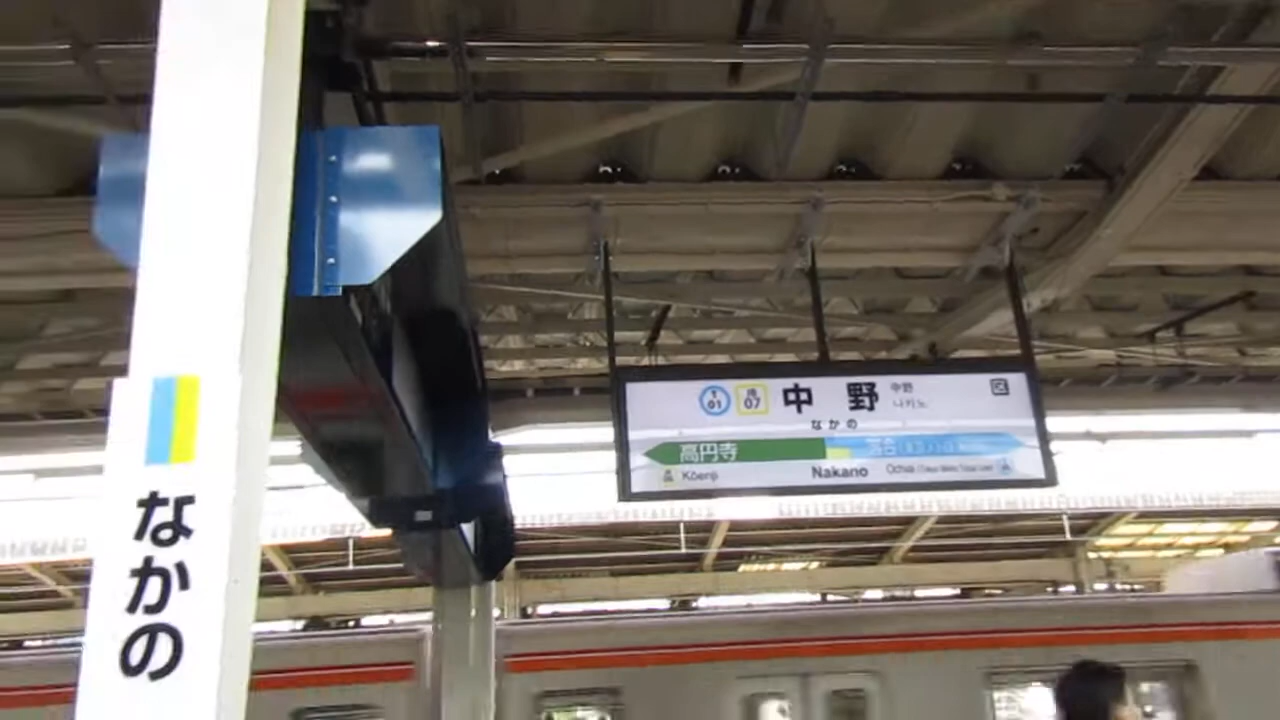 なかの
T 01 07 中野 中野
나카노
なかの
高円寺 落合
Kōenji Nakano Ochiai